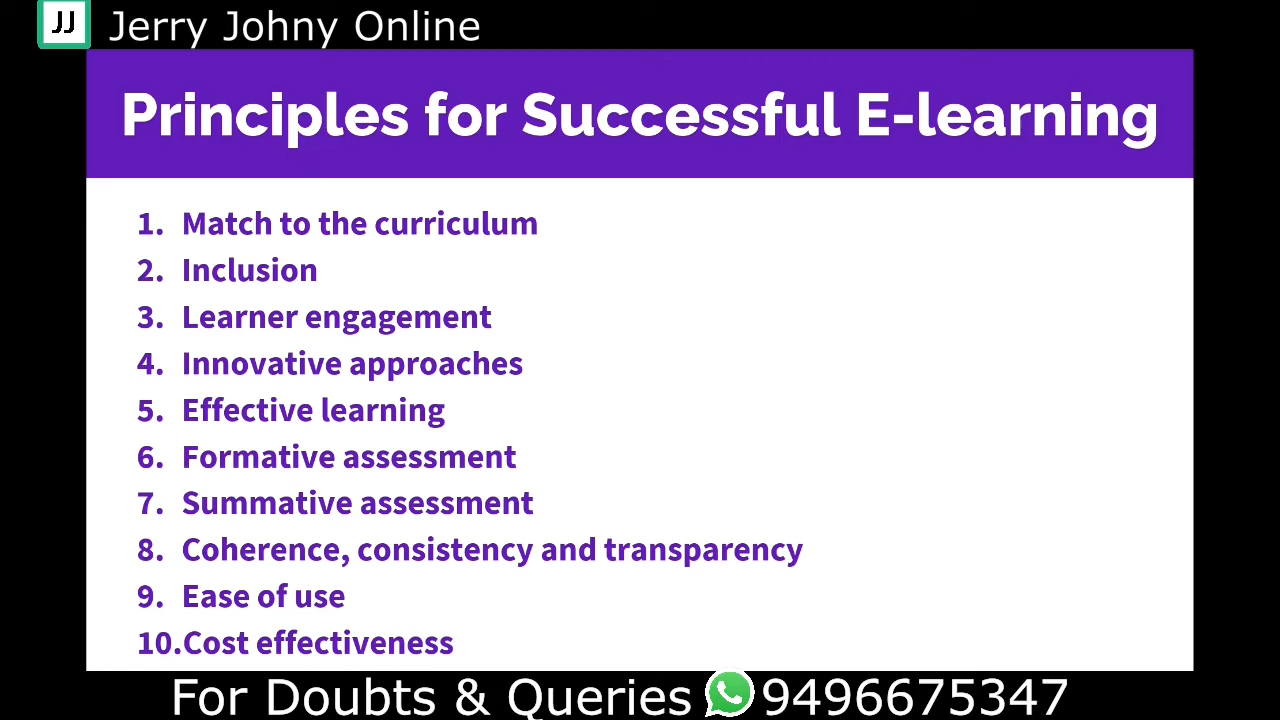 JJ Jerry Johny Online
Principles for Successful E-learning
1. Match to the curriculum
2. Inclusion
3. Learner engagement
4. Innovative approaches
5. Effective learning
6. Formative assessment
7. Summative assessment
8. Coherence, consistency and transparency
9. Ease of use
10.Cost effectiveness
For Doubts & Queries 9496675347